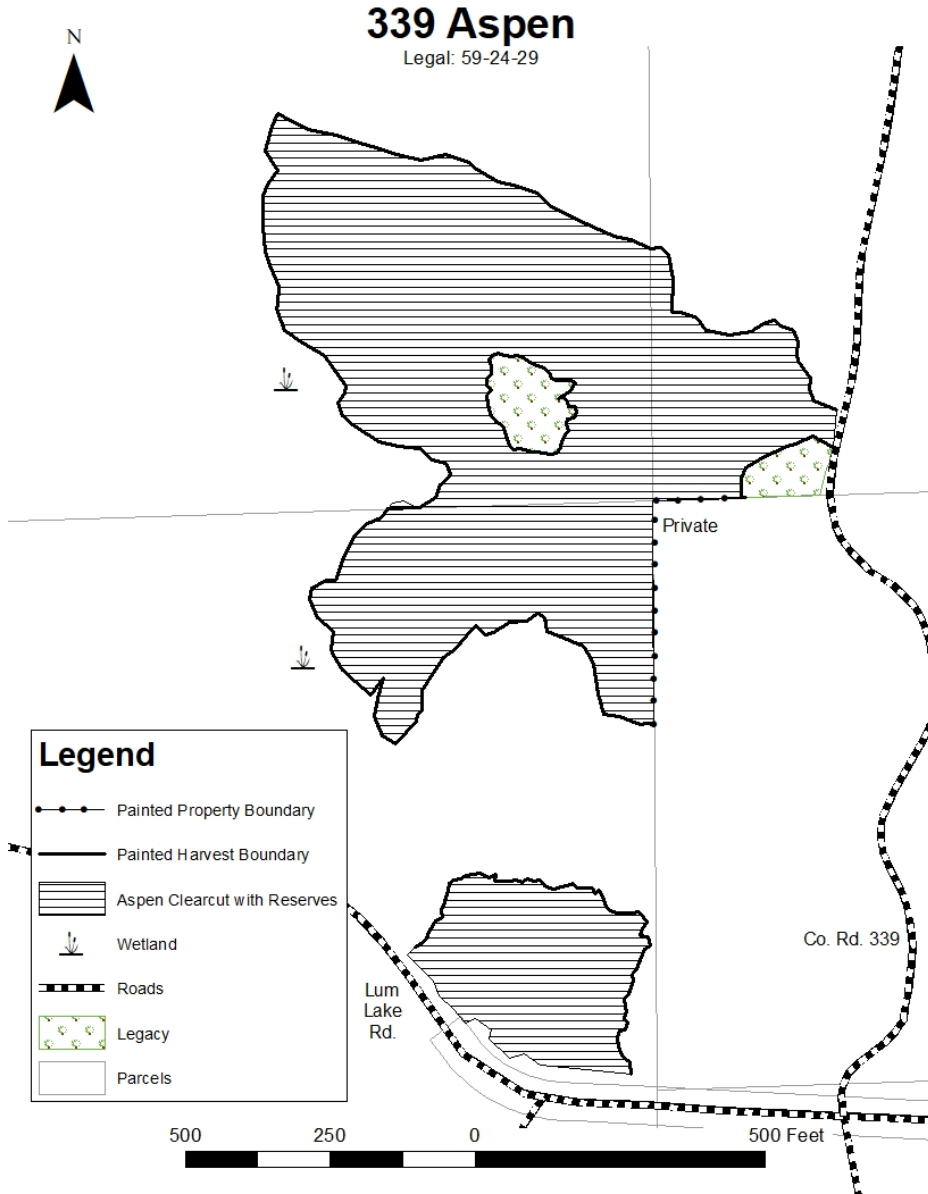 339 Aspen
Legal: 59-24-29
N
Private
Legend
Painted Property Boundary
Painted Harvest Boundary
Aspen Clearcut with Reserves
Wetland
Roads
Legacy
Parcels
Co. Rd. 339
Lum
Lake
Rd.
500 250 0 500 Feet